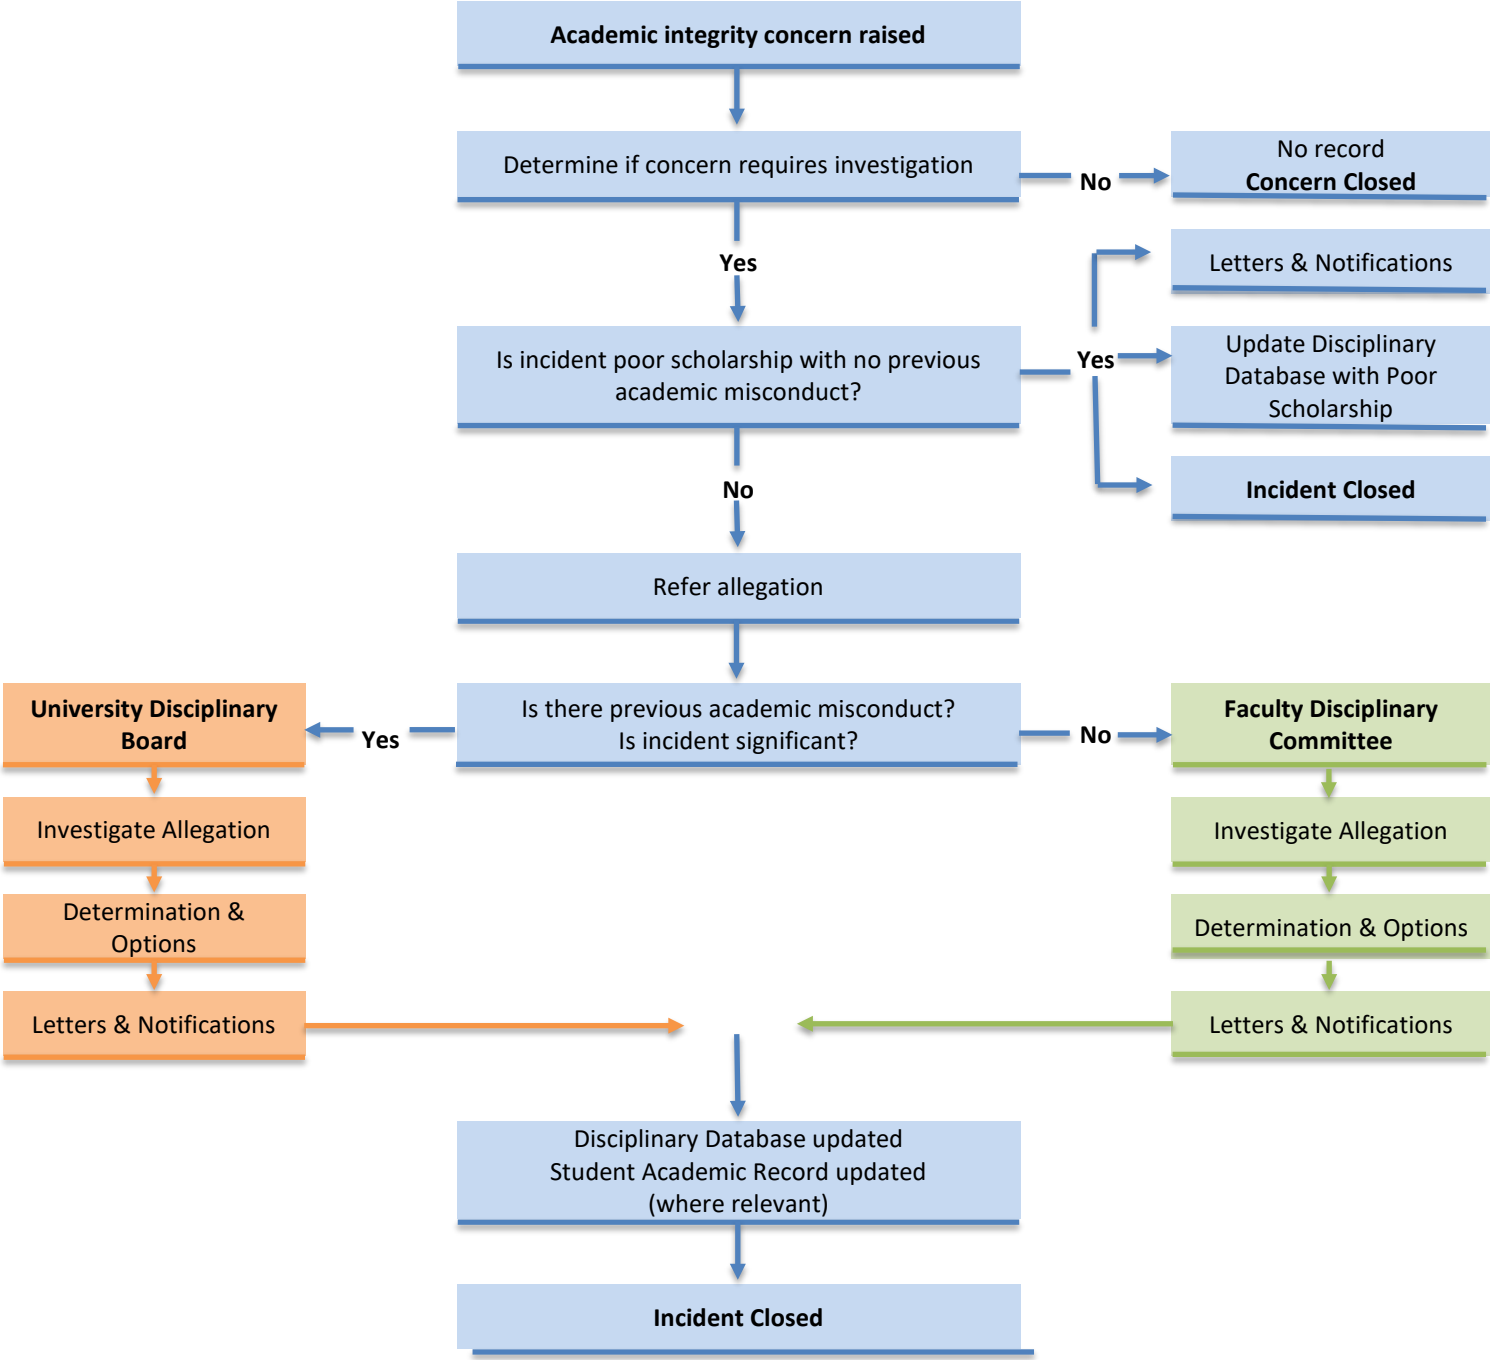 Academic integrity concern raised
Determine if concern requires investigation
No
No record
Concern Closed
Yes
Letters & Notifications
Is incident poor scholarship with no previous
academic misconduct?
Yes
Update Disciplinary
Database with Poor
Scholarship
Incident Closed
No
Refer allegation
University Disciplinary
Board
Yes
Is there previous academic misconduct?
Is incident significant?
No
Faculty Disciplinary
Committee
Investigate Allegation
Investigate Allegation
Determination &
Options
Determination & Options
Letters & Notifications
Letters & Notifications
Disciplinary Database updated
Student Academic Record updated
(where relevant)
Incident Closed